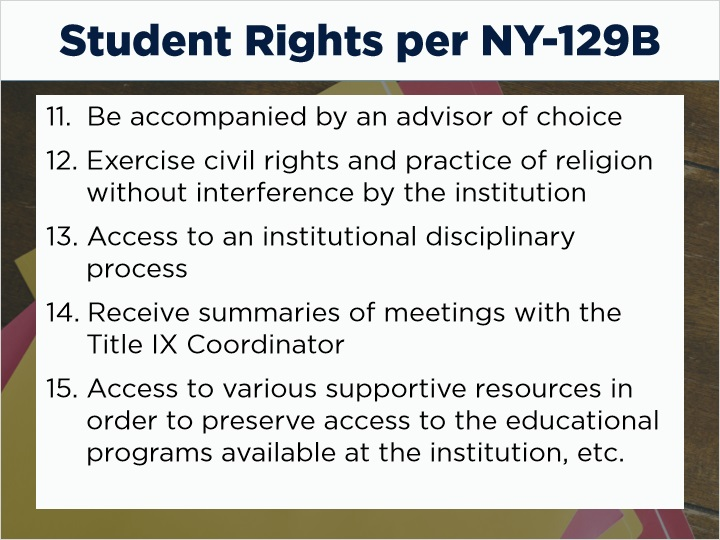 Student Rights per NY-129B
11. Be accompanied by an advisor of choice
12. Exercise civil rights and practice of religion
without interference by the institution
13. Access to an institutional disciplinary
process
14. Receive summaries of meetings with the
Title IX Coordinator
15. Access to various supportive resources in
order to preserve access to the educational
programs available at the institution, etc.